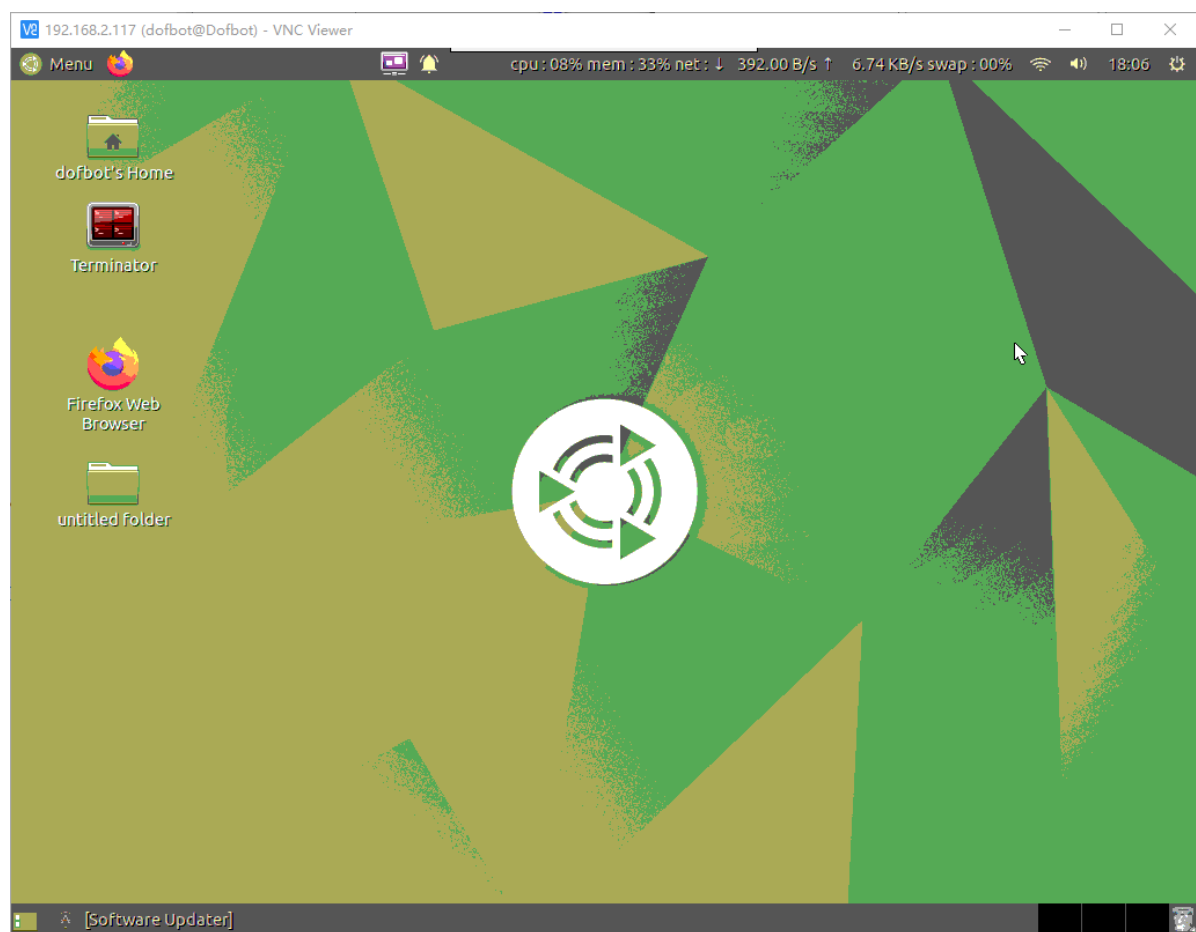 192.168.2.117 (dofbot@Dofbot) - VNC Viewer
Menu
cpu : 08% mem : 33% net : ↓ 392.00 B/s ↑ 6.74 KB/s swap : 00%
18:06
dofbot's Home
Terminator
Firefox Web
Browser
untitled folder
[Software Updater]